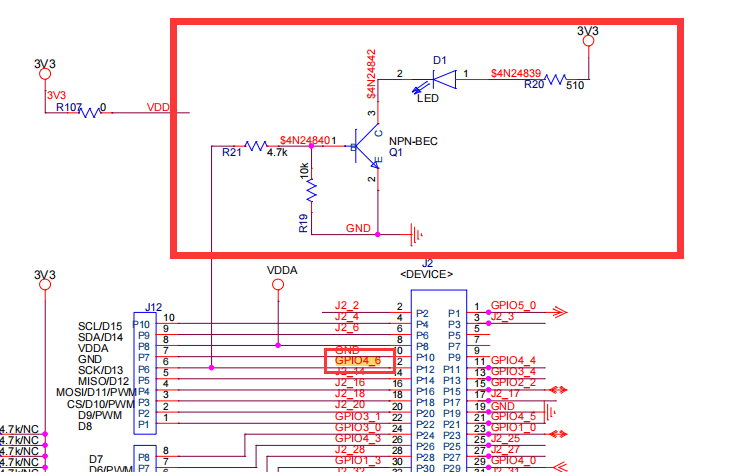 3V3
3V3
R107 0
VDD
3V3
$4N24842
D1
2
1
$4N24839
R20 510
LED
3
C
NPN-BEC
Q1
B
E
2
R21 4.7k
$4N24840 1
10k
R19
GND
3V3
VDDA
J2
<DEVICE>
J12
SCL/D15 P10 10
SDA/D14 P9 9
VDDA P8 8
GND P7 7
SCK/D13 P6 6
MISO/D12 P5 5
MOSI/D11/PWM P4 4
CS/D10/PWM P3 3
D9/PWM P2 2
D8 P1 1
J2_2 2 P2 P1 1 GPIO5_0
J2_4 4 P4 P3 3 J2_3
J2_6 6 P6 P5 5
8 P8 P7 7
GND 10 P10 P9 9
GPIO4_6 12 P12 P11 11 GPIO4_4
J2_14 14 P14 P13 13 GPIO3_4
J2_16 16 P16 P15 15 GPIO2_2
J2_18 18 P18 P17 17 J2_17
J2_20 20 P20 P19 19 GND
GPIO3_1 22 P22 P21 21 GPIO4_5
GPIO3_0 24 P24 P23 23 GPIO1_0
GPIO4_3 26 P26 P25 25 J2_25
J2_28 28 P28 P27 27 J2_27
GPIO1_3 30 P30 P29 29 GPIO4_0
4.7k/NC
4.7k/NC
4.7k/NC
4.7k/NC
D7 P8 8
D6/PWM P7 7